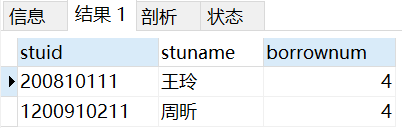 信息 结果 1 剖析 状态
stuid stuname borrownum
200810111 王玲 4
1200910211 周昕 4